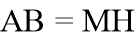 AB = MH